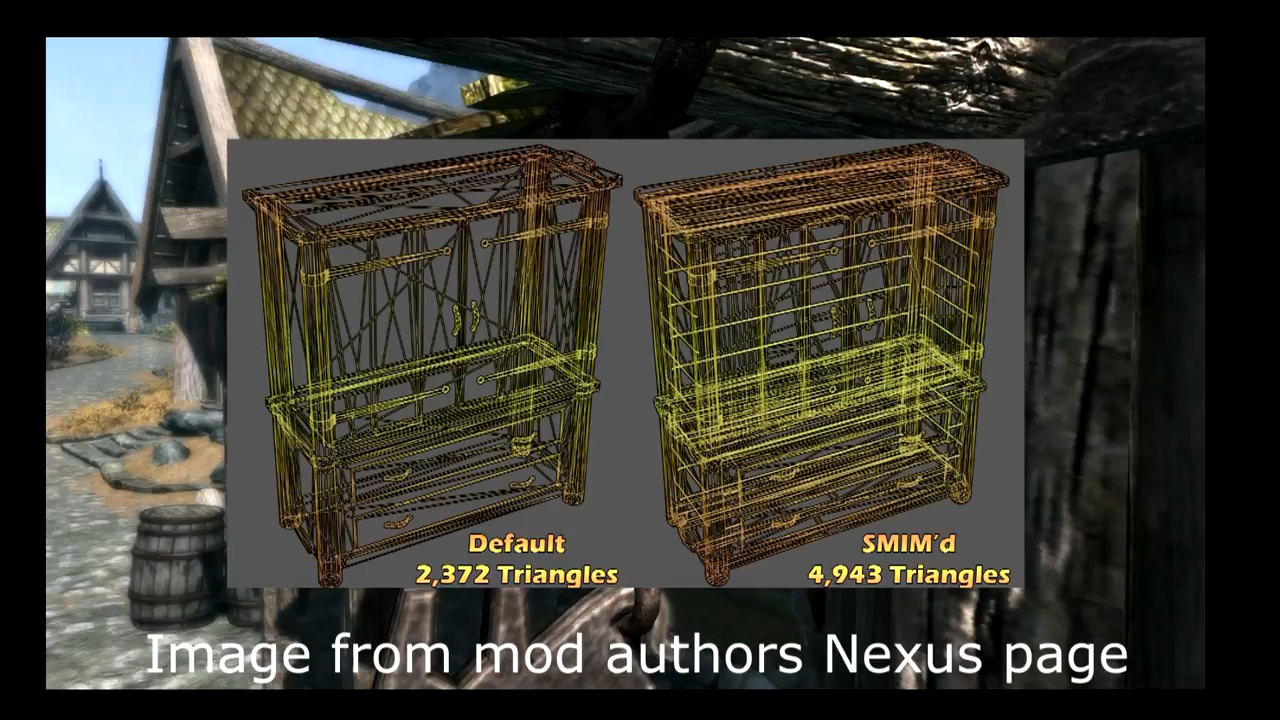 Default
2,372 Triangles
SMIM'd
4,943 Triangles
Image from mod authors Nexus page